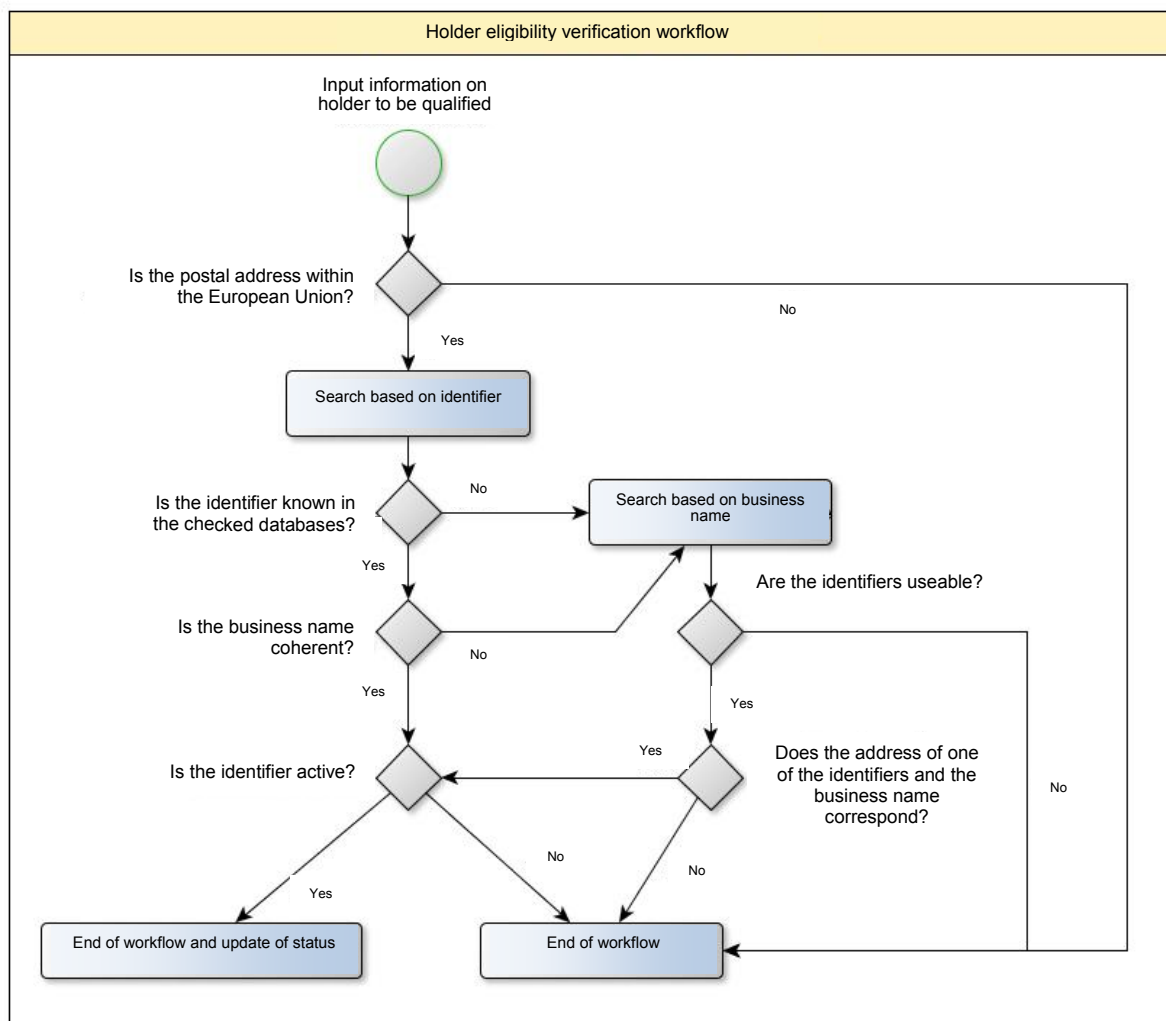 Holder eligibility verification workflow
Input information on
holder to be qualified
Is the postal address within
the European Union?
No
Yes
Search based on identifier
Is the identifier known in
the checked databases?
No
Search based on business
name
Yes
Are the identifiers useable?
Is the business name
coherent?
No
Yes
Yes
Yes
Is the identifier active?
Does the address of one
of the identifiers and the
business name
correspond?
No
No
No
Yes
End of workflow and update of status
End of workflow